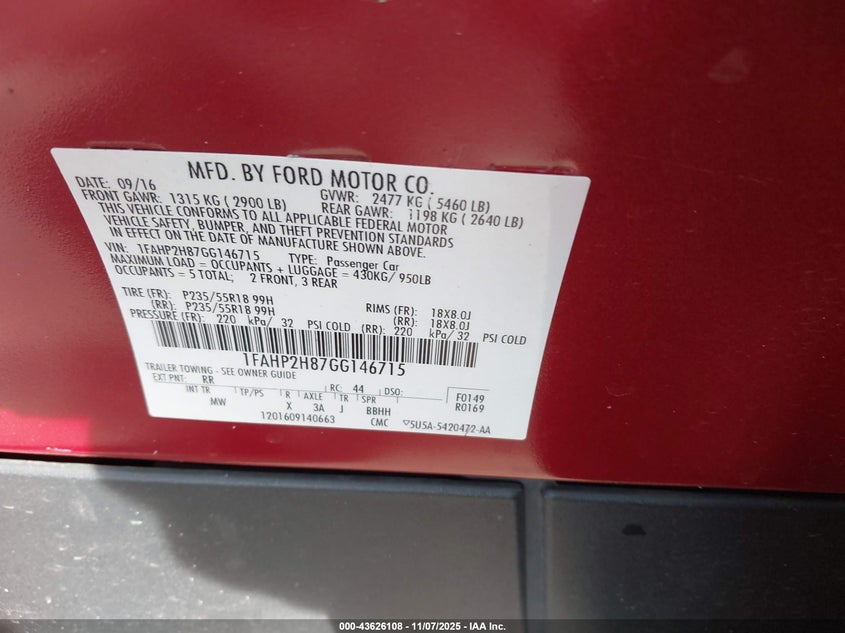 MFD. BY FORD MOTOR CO.
DATE: 09/16 GVWR: 2477 KG ( 5460 LB)
FRONT GAWR: 1315 KG ( 2900 LB) REAR GAWR: 1198 KG ( 2640 LB)
THIS VEHICLE CONFORMS TO ALL APPLICABLE FEDERAL MOTOR
VEHICLE SAFETY, BUMPER, AND THEFT PREVENTION STANDARDS
IN EFFECT ON THE DATE OF MANUFACTURE SHOWN ABOVE.
VIN: 1FAHP2H87GG146715 TYPE: Passenger Car
MAXIMUM LOAD = OCCUPANTS + LUGGAGE = 430KG/ 950LB
OCCUPANTS = 5 TOTAL; 2 FRONT, 3 REAR
TIRE (FR): P235/55R18 99H RIMS (FR): 18X8.0J
(RR): P235/55R18 99H (RR): 18X8.0J
PRESSURE (FR): 220 kPa/ 32 PSI COLD (RR): 220 kPa/ 32 PSI COLD
1FAHP2H87GG146715
TRAILER TOWING - SEE OWNER GUIDE
EXT PNT: RR RC: 44 DSO: F0149
INT TR TP/PS R AXLE TR SPR R0169
MW X 3A J BBHH
1201609140663 CMC 5U5A-5420472-AA
000-43626108 - 11/07/2025 - IAA Inc.